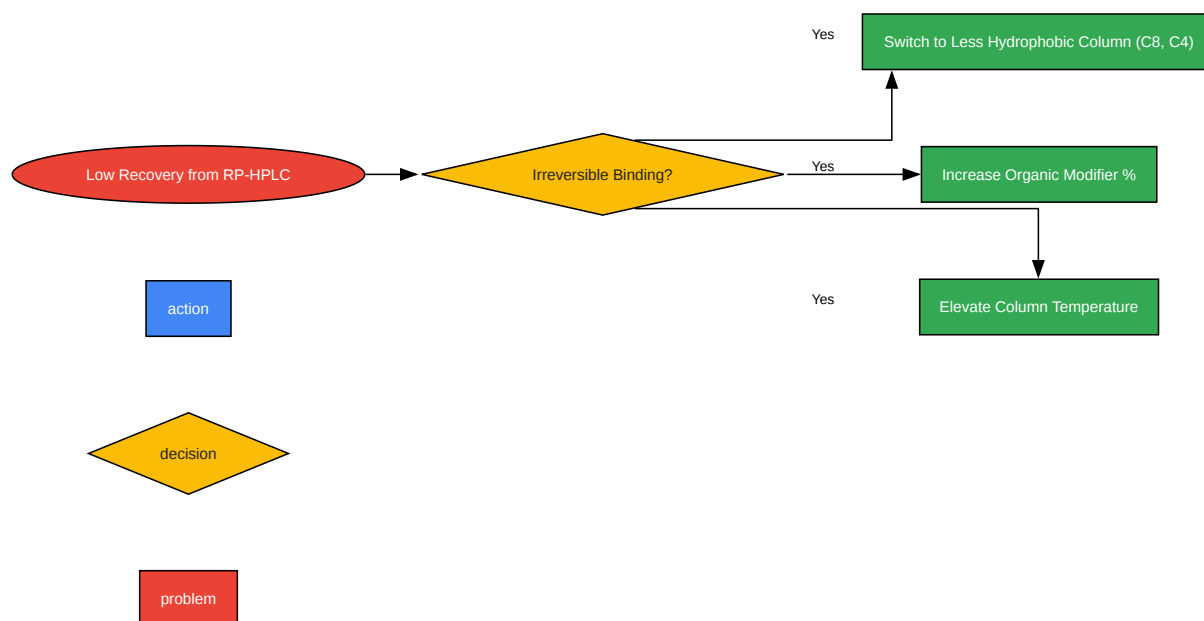 Yes
Switch to Less Hydrophobic Column (C8, C4)
Low Recovery from RP-HPLC
Irreversible Binding?
Yes
Increase Organic Modifier %
action
Yes
Elevate Column Temperature
decision
problem